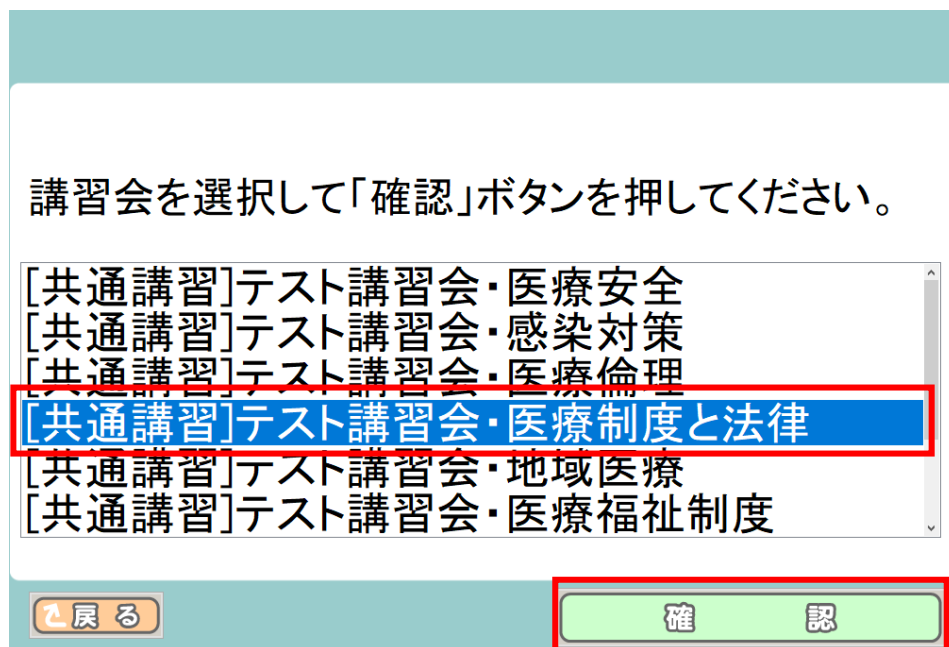 講習会を選択して「確認」ボタンを押してください。
[共通講習]テスト講習会・医療安全
[共通講習]テスト講習会・感染対策
[共通講習]テスト講習会・医療倫理
[共通講習]テスト講習会・医療制度と法律
[共通講習]テスト講習会・地域医療
[共通講習]テスト講習会・医療福祉制度
戻る
確認